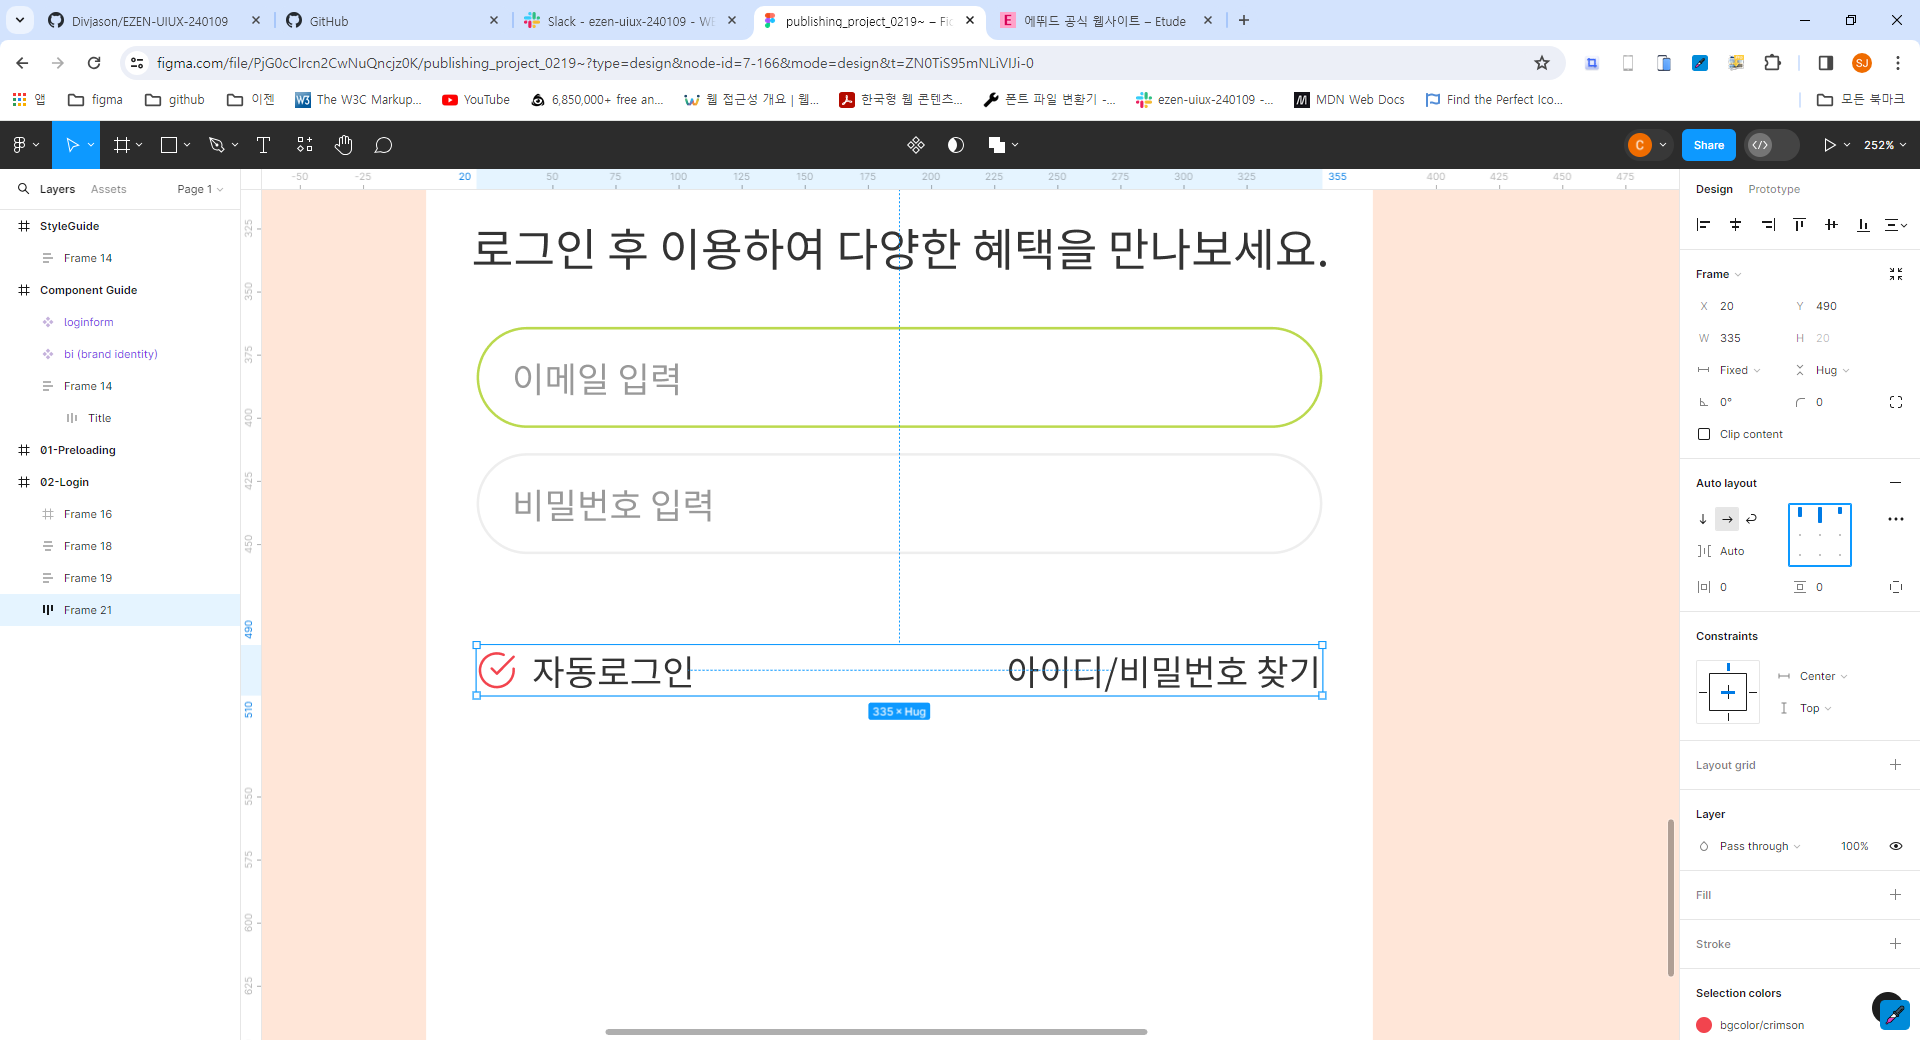 Divjason/EZEN-UIUX-240109
GitHub
Slack - ezen-uiux-240109 - W
publishing_project_0219~ – Fi
에뛰드 공식 웹사이트 – Etude
figma.com/file/PjG0cClrcn2CwNuQncjz0K/publishing_project_0219~?type=design&node-id=7-166&mode=design&t=ZN0TiS95mNLiVIJi-0
SJ
앱
figma
github
이젠
The W3C Markup...
YouTube
6,850,000+ free an...
웹 접근성 개요 | 웹...
한국형 웹 콘텐츠...
폰트 파일 변환기 -...
ezen-uiux-240109 -...
MDN Web Docs
Find the Perfect Ico...
모든 북마크
C
Share
252%
Layers
Assets
Page 1
StyleGuide
Frame 14
Component Guide
loginform
bi (brand identity)
Frame 14
Title
01-Preloading
02-Login
Frame 16
Frame 18
Frame 19
Frame 21
-50 -25 20 50 75 100 125 150 175 200 225 250 275 300 325 355 400 425 450 475
325
350
375
400
425
450
490
510
550
575
600
625
로그인 후 이용하여 다양한 혜택을 만나보세요.
이메일 입력
비밀번호 입력
자동로그인
아이디/비밀번호 찾기
335 × Hug
Design
Prototype
Frame
X 20 Y 490
W 335 H 20
Fixed Hug
0° 0
Clip content
Auto layout
Auto
0 0
Constraints
Center
Top
Layout grid
Layer
Pass through 100%
Fill
Stroke
Selection colors
bgcolor/crimson